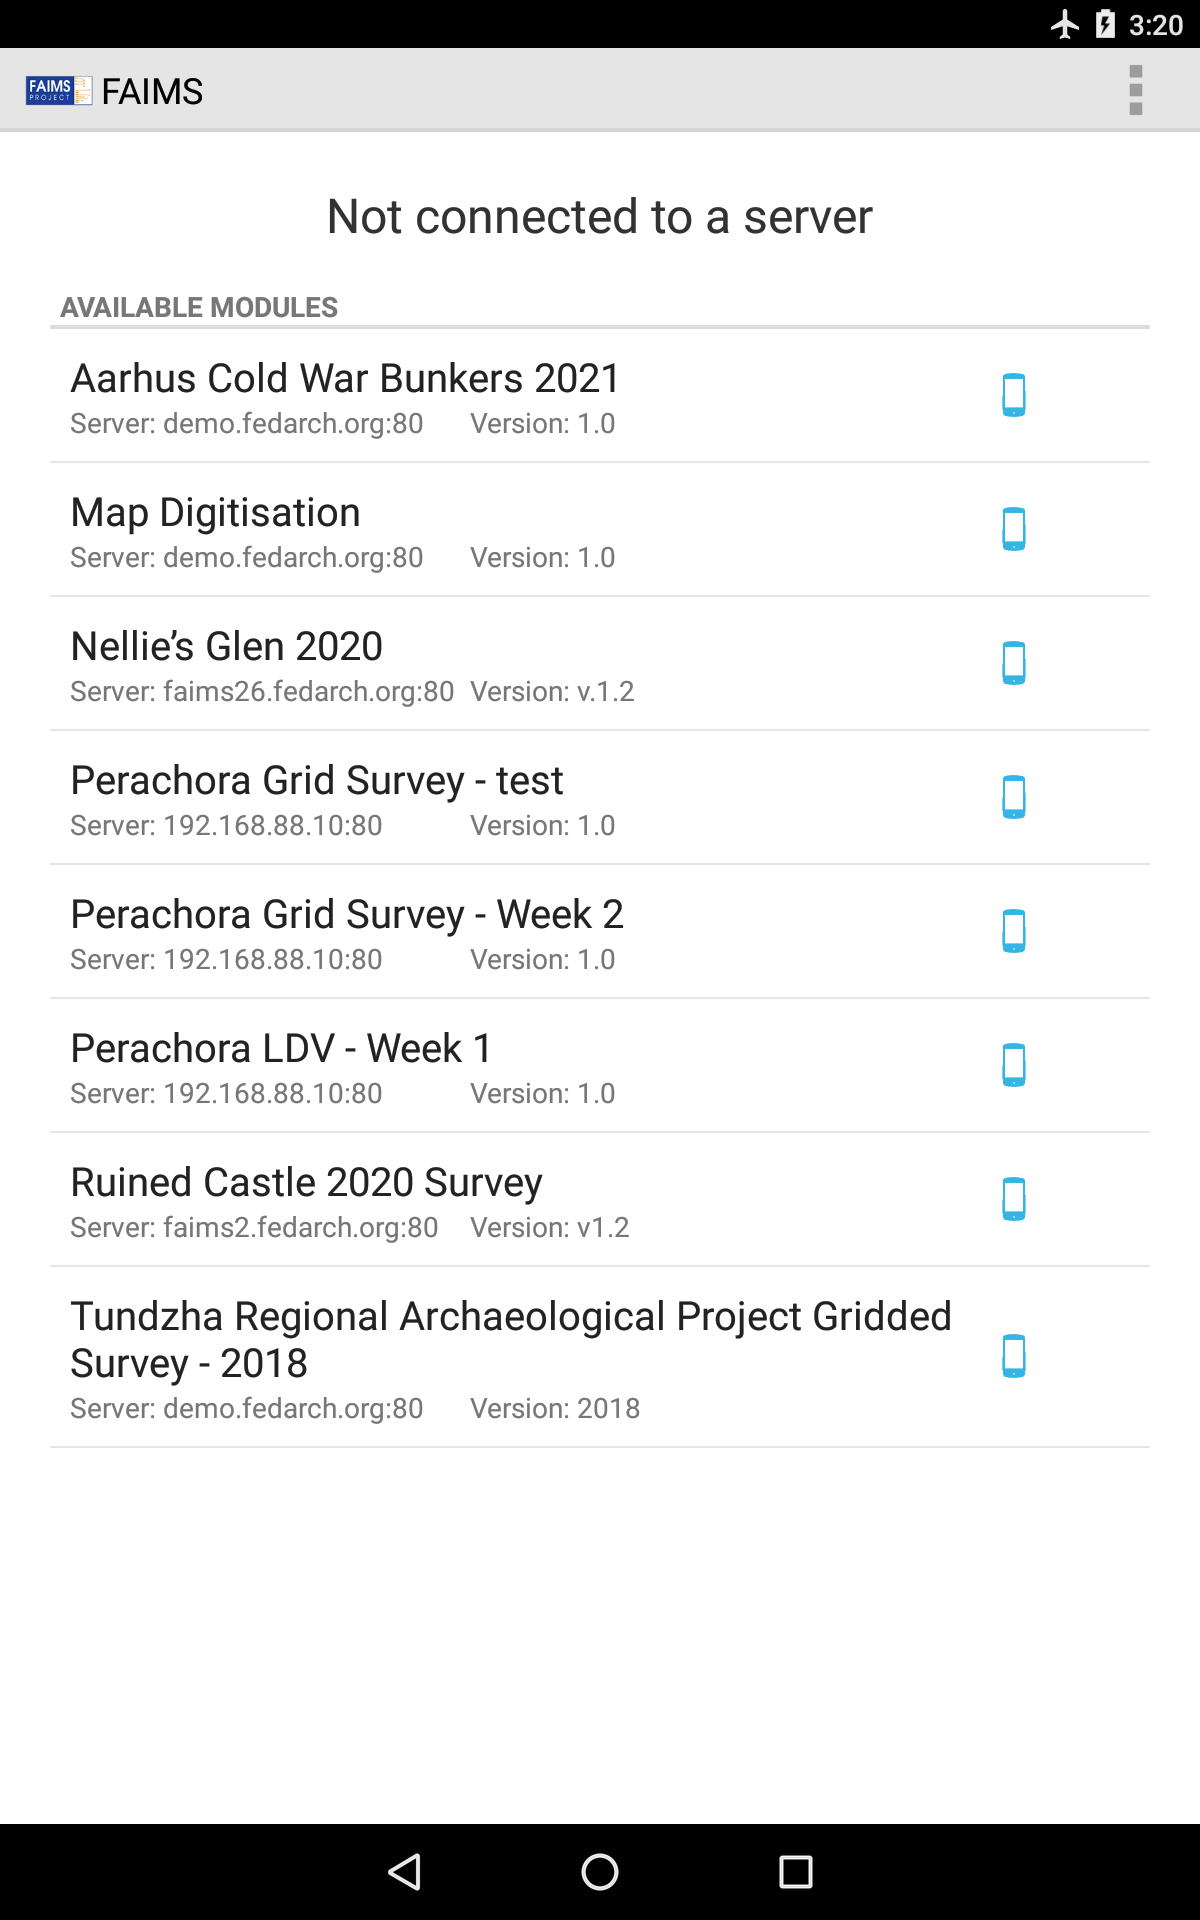 3:20
FAIMS PROJECT FAIMS
Not connected to a server
AVAILABLE MODULES
Aarhus Cold War Bunkers 2021
Server: demo.fedarch.org:80 Version: 1.0
Map Digitisation
Server: demo.fedarch.org:80 Version: 1.0
Nellie’s Glen 2020
Server: faims26.fedarch.org:80 Version: v.1.2
Perachora Grid Survey - test
Server: 192.168.88.10:80 Version: 1.0
Perachora Grid Survey - Week 2
Server: 192.168.88.10:80 Version: 1.0
Perachora LDV - Week 1
Server: 192.168.88.10:80 Version: 1.0
Ruined Castle 2020 Survey
Server: faims2.fedarch.org:80 Version: v1.2
Tundzha Regional Archaeological Project Gridded
Survey - 2018
Server: demo.fedarch.org:80 Version: 2018